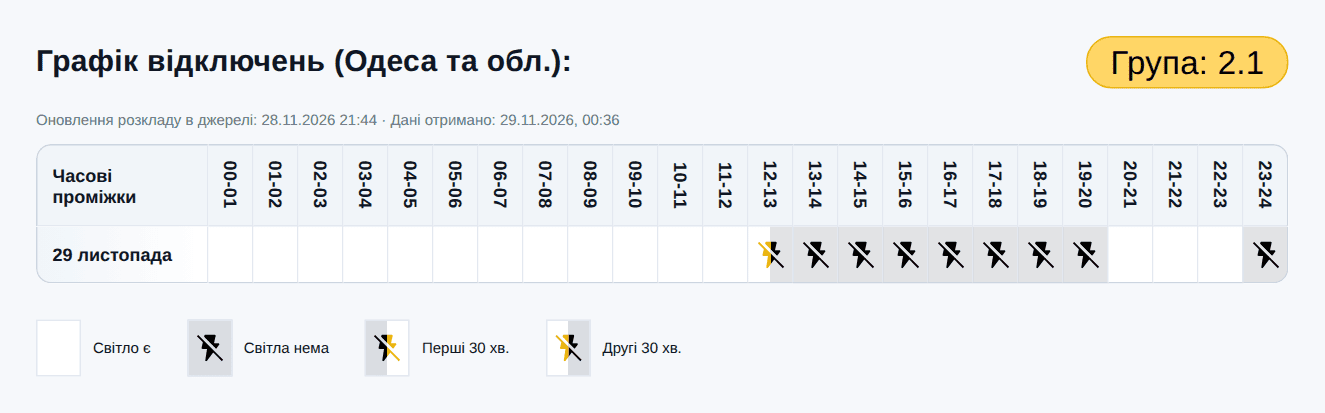 Графік відключень (Одеса та обл.):
Група: 2.1
Оновлення розкладу в джерелі: 28.11.2026 21:44 · Дані отримано: 29.11.2026, 00:36
Часові
проміжки
00-01
01-02
02-03
03-04
04-05
05-06
06-07
07-08
08-09
09-10
10-11
11-12
12-13
13-14
14-15
15-16
16-17
17-18
18-19
19-20
20-21
21-22
22-23
23-24
29 листопада
Світло є
Світла нема
Перші 30 хв.
Другі 30 хв.